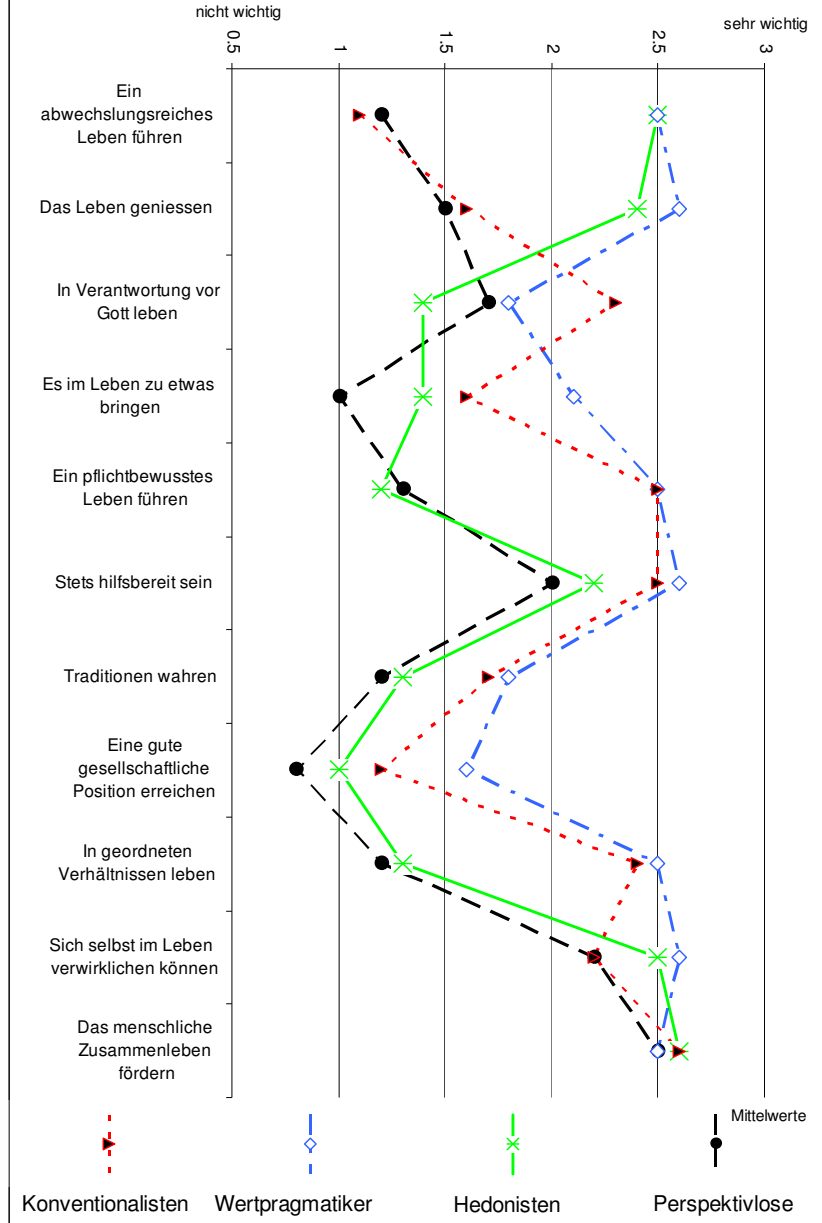 nicht wichtig
sehr wichtig
0.5
1
1.5
2
2.5
3
Ein
abwechslungsreiches
Leben führen
Das Leben geniessen
In Verantwortung vor
Gott leben
Es im Leben zu etwas
bringen
Ein pflichtbewusstes
Leben führen
Stets hilfsbereit sein
Traditionen wahren
Eine gute
gesellschaftliche
Position erreichen
In geordneten
Verhältnissen leben
Sich selbst im Leben
verwirklichen können
Das menschliche
Zusammenleben
fördern
Mittelwerte
Konventionalisten
Wertpragmatiker
Hedonisten
Perspektivlose